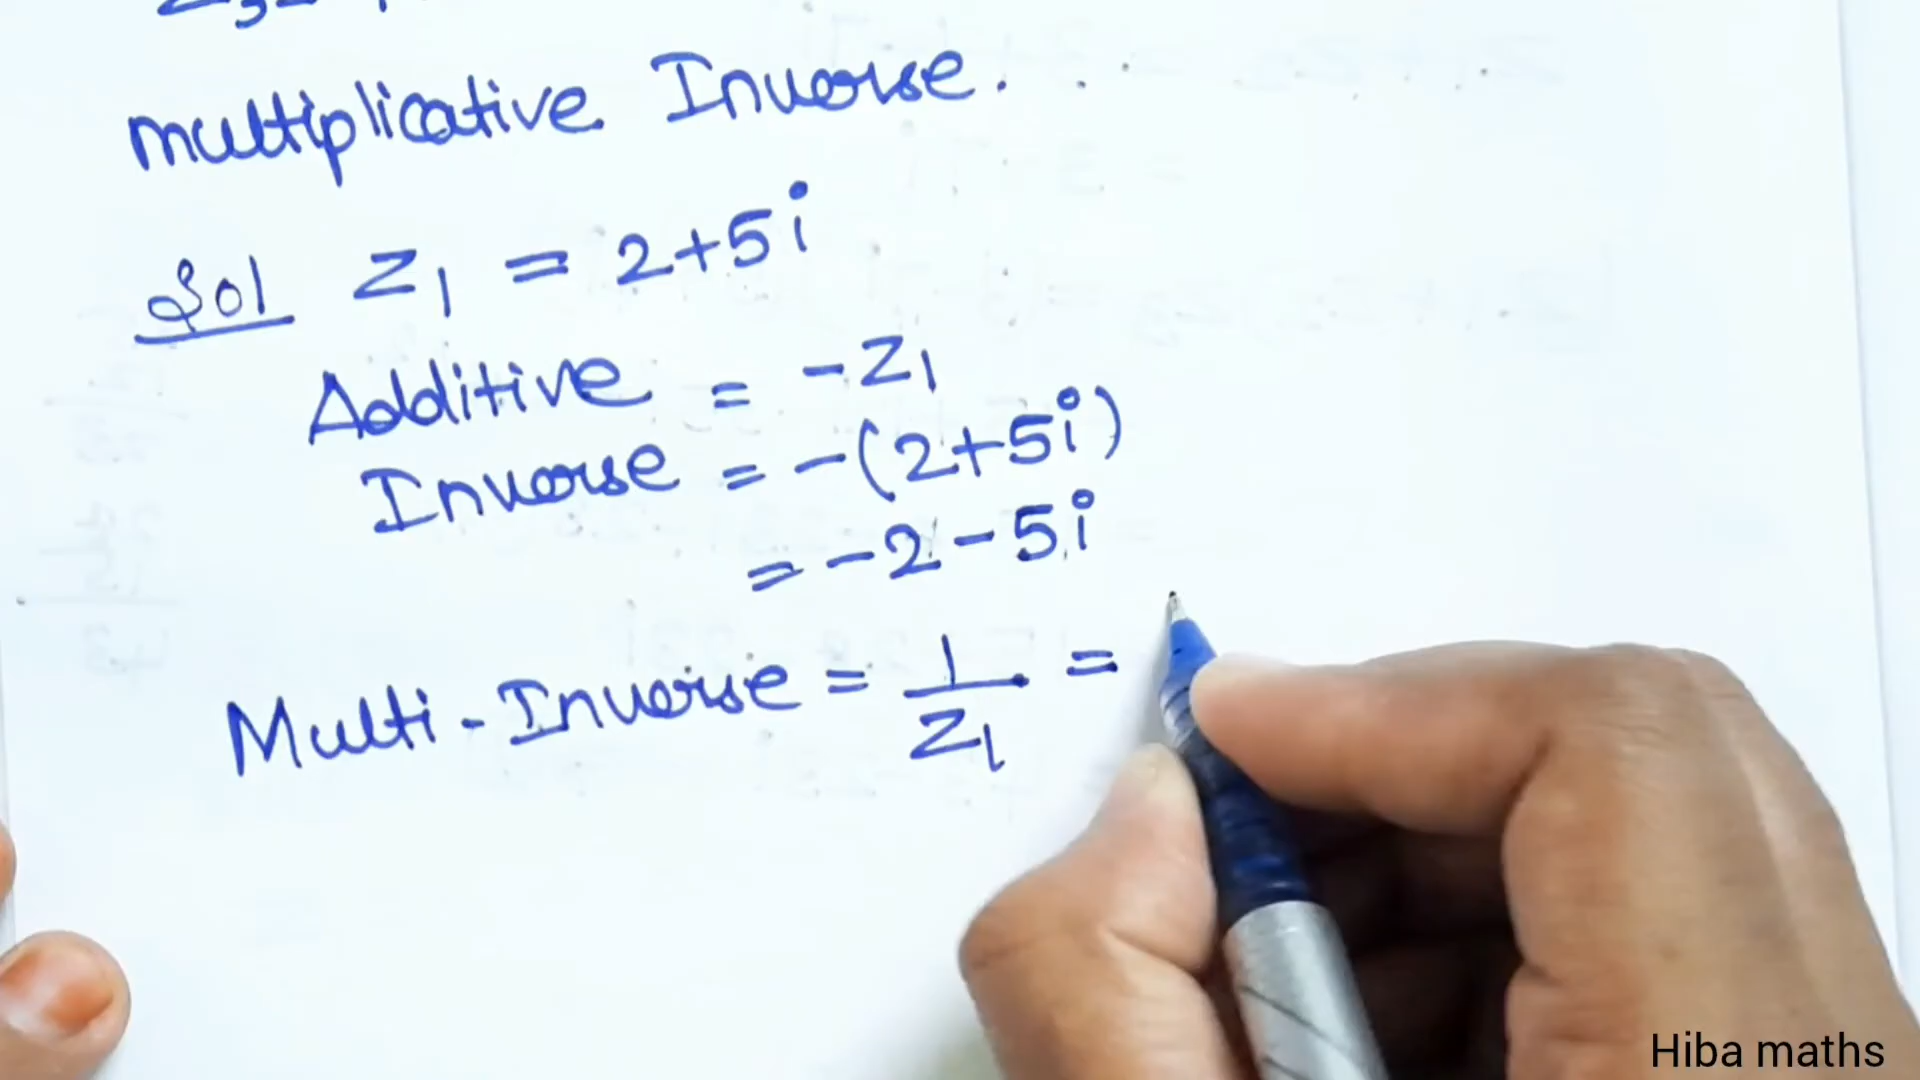 multiplicative Inverse.
Sol Z₁ = 2+5i
Additive = -Z₁
Inverse = -(2+5i)
= -2-5i
Multi-Inverse = 1/Z₁ =
Hiba maths